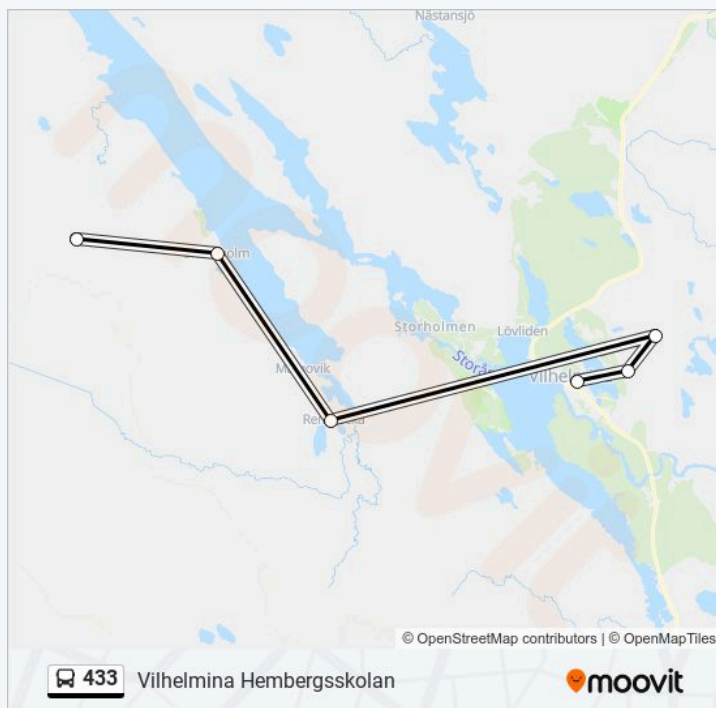 Nästansjö
Storholmen
Lövliden
© OpenStreetMap contributors | © OpenMapTiles
433 Vilhelmina Hembergsskolan
moovit